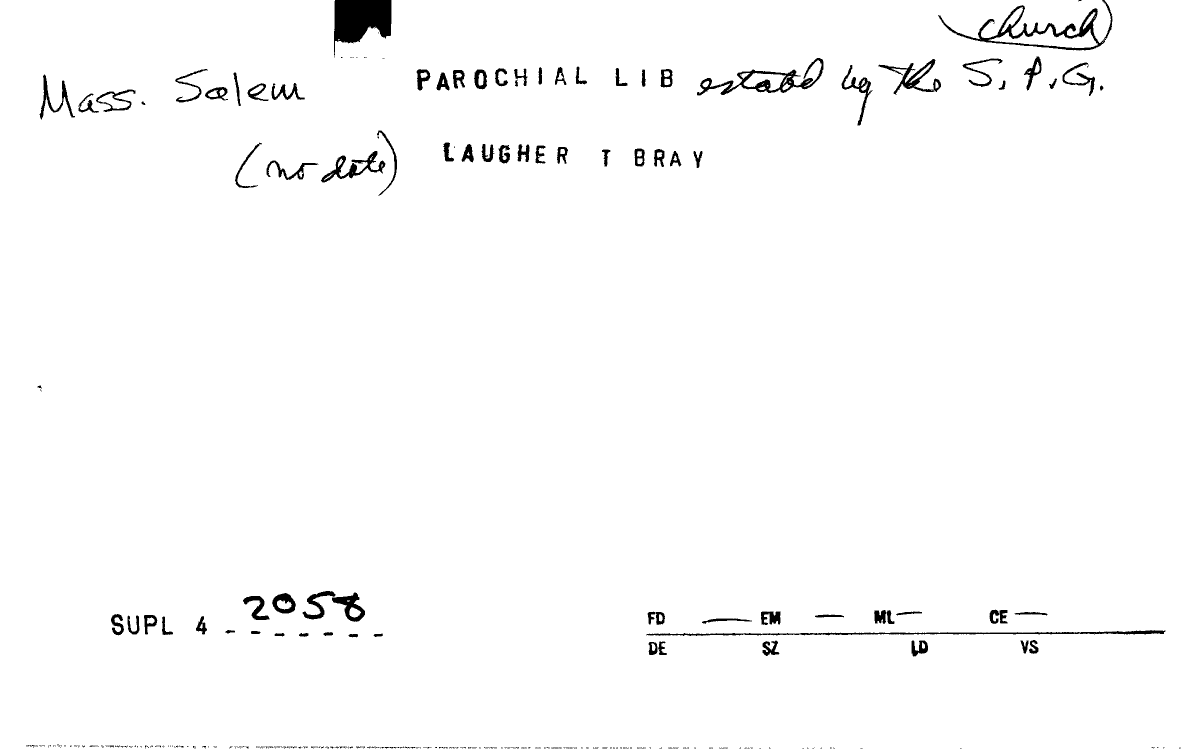 church
Mass. Salem PAROCHIAL LIB estabd by the S.P.G.
(no date) LAUGHER T BRAY
SUPL 4 2058
FD — EM — ML — CE —
DE SZ LD VS